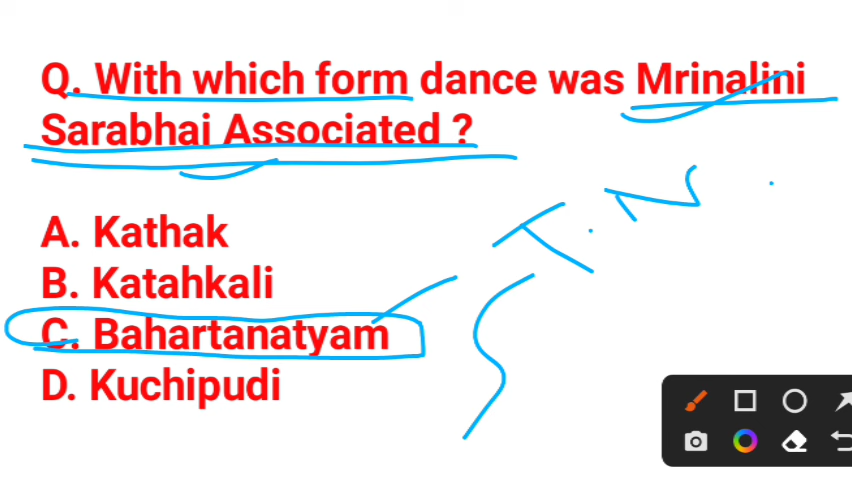 Q. With which form dance was Mrinalini
Sarabhai Associated ?
A. Kathak
B. Katahkali
C. Bahartanatyam
D. Kuchipudi
T.N